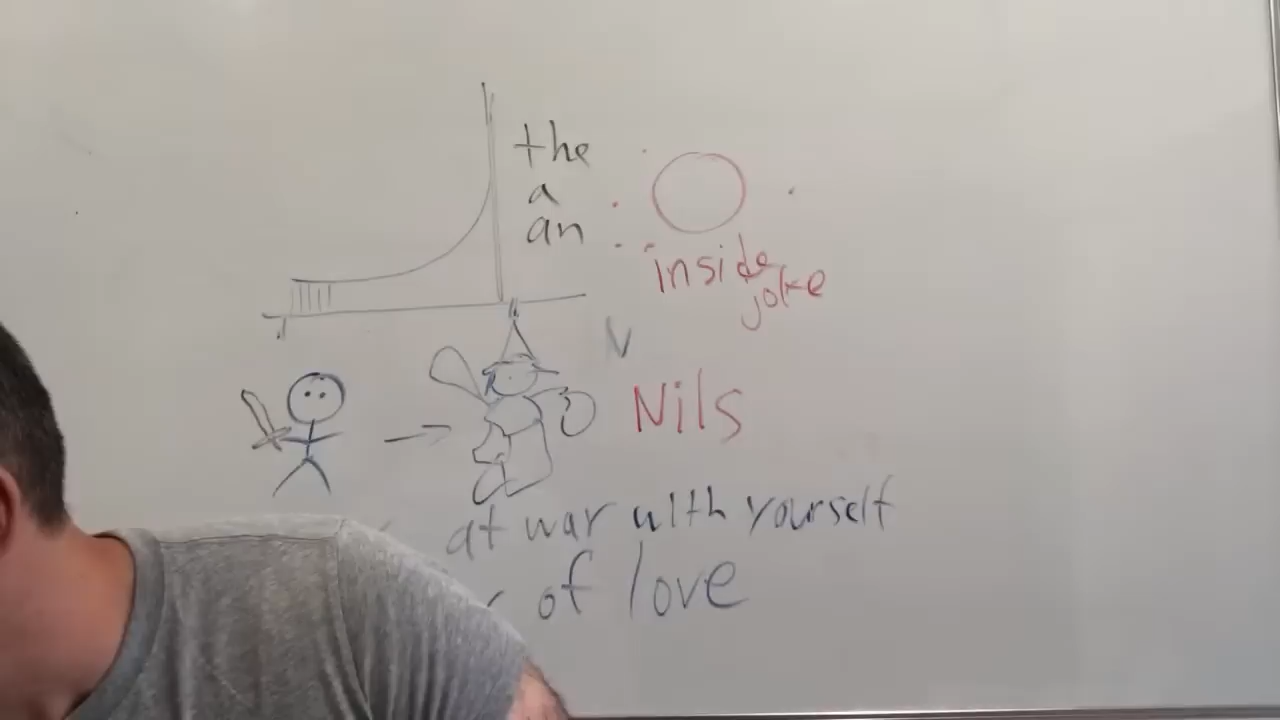 the
a
an
inside
joke
N
Nils
at war with yourself
of love